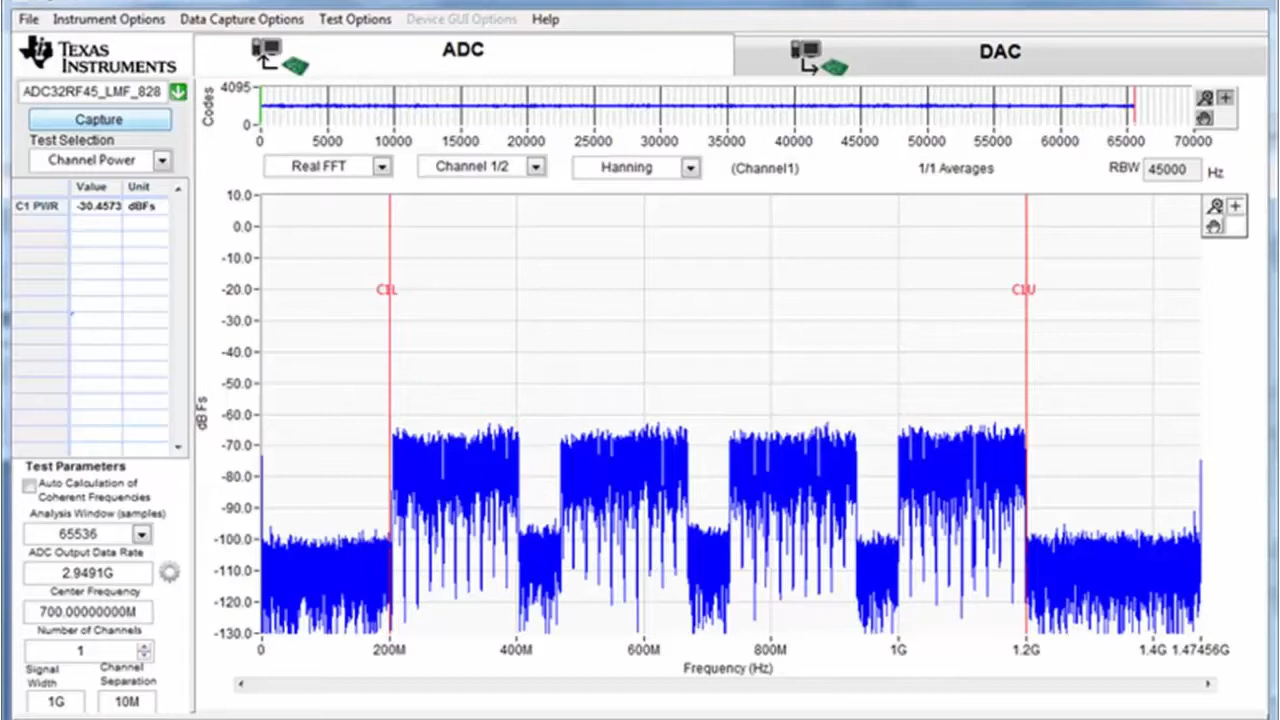 File Instrument Options Data Capture Options Test Options Device GUI Options Help
TEXAS INSTRUMENTS
ADC
DAC
ADC32RF45_LMF_828
Capture
Test Selection
Channel Power
Value Unit
C1 PWR -30.4573 dBFs
Test Parameters
Auto Calculation of
Coherent Frequencies
Analysis Window (samples)
65536
ADC Output Data Rate
2.9491G
Center Frequency
700.00000000M
Number of Channels
1
Signal Width
Channel Separation
1G 10M
Codes
4095
0
0 5000 10000 15000 20000 25000 30000 35000 40000 45000 50000 55000 60000 65000 70000
Real FFT Channel 1/2 Hanning (Channel1) 1/1 Averages RBW 45000 Hz
dB Fs
10.0
0.0
-10.0
-20.0
-30.0
-40.0
-50.0
-60.0
-70.0
-80.0
-90.0
-100.0
-110.0
-120.0
-130.0
C1L
C1U
0 200M 400M 600M 800M 1G 1.2G 1.4G 1.47456G
Frequency (Hz)